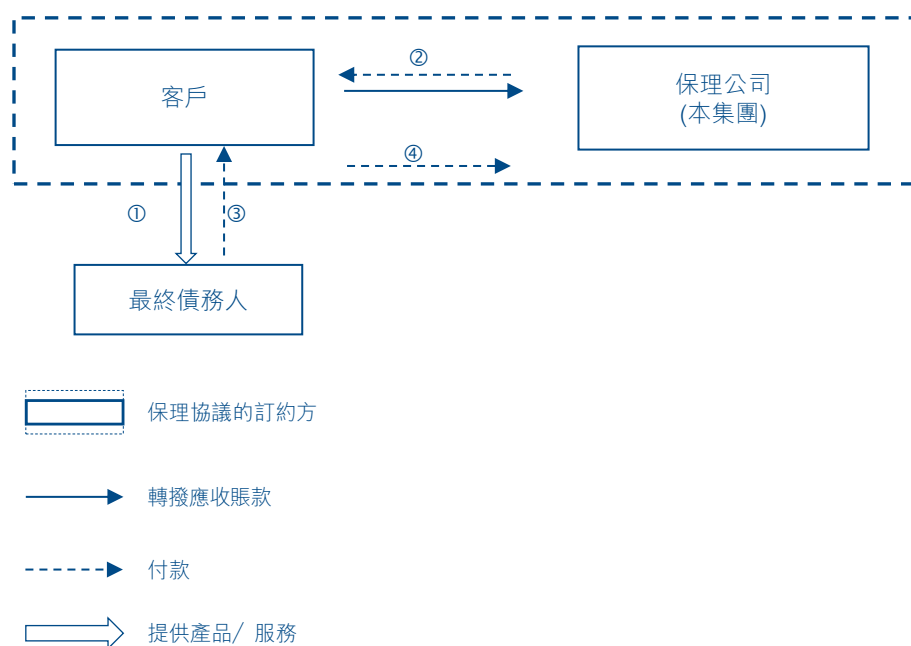 ②
客戶
保理公司
(本集團)
④
①
③
最終債務人
保理協議的訂約方
轉撥應收賬款
付款
提供產品/ 服務